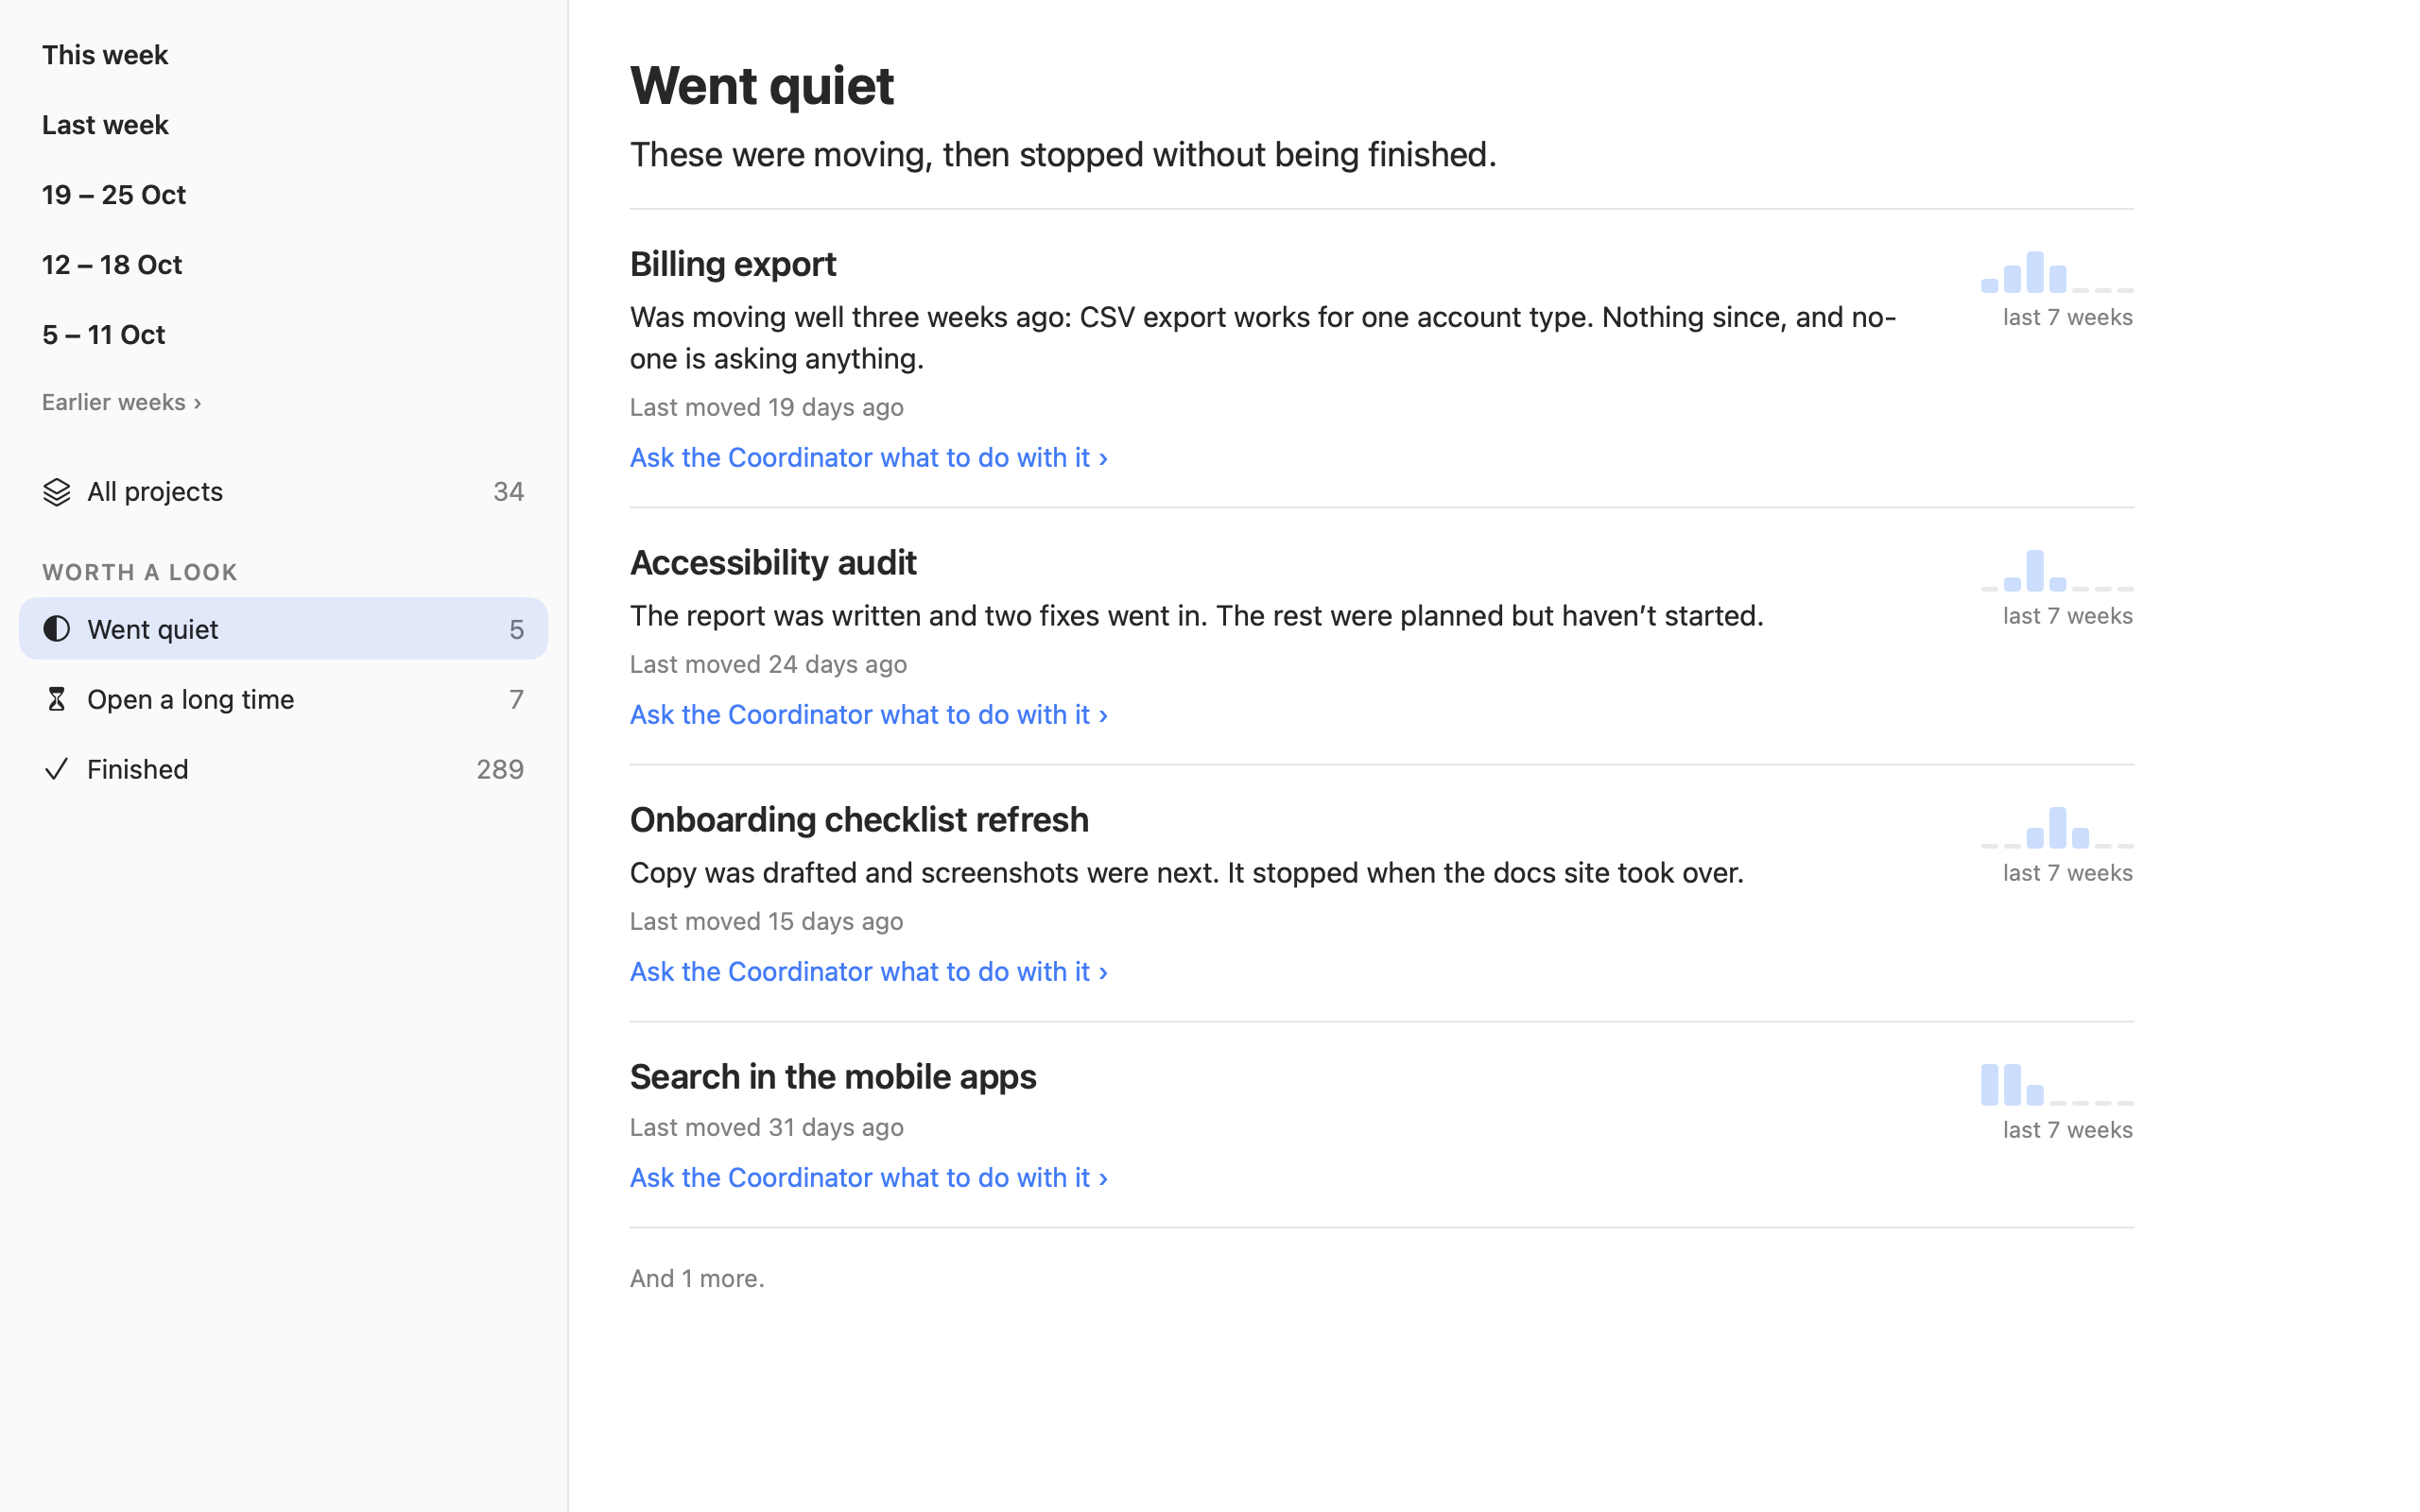 This week
Last week
19 – 25 Oct
12 – 18 Oct
5 – 11 Oct
Earlier weeks ›
All projects 34
WORTH A LOOK
Went quiet 5
Open a long time 7
Finished 289
Went quiet
These were moving, then stopped without being finished.
Billing export
Was moving well three weeks ago: CSV export works for one account type. Nothing since, and no-
one is asking anything.
Last moved 19 days ago
Ask the Coordinator what to do with it ›
last 7 weeks
Accessibility audit
The report was written and two fixes went in. The rest were planned but haven’t started.
Last moved 24 days ago
Ask the Coordinator what to do with it ›
last 7 weeks
Onboarding checklist refresh
Copy was drafted and screenshots were next. It stopped when the docs site took over.
Last moved 15 days ago
Ask the Coordinator what to do with it ›
last 7 weeks
Search in the mobile apps
Last moved 31 days ago
Ask the Coordinator what to do with it ›
last 7 weeks
And 1 more.